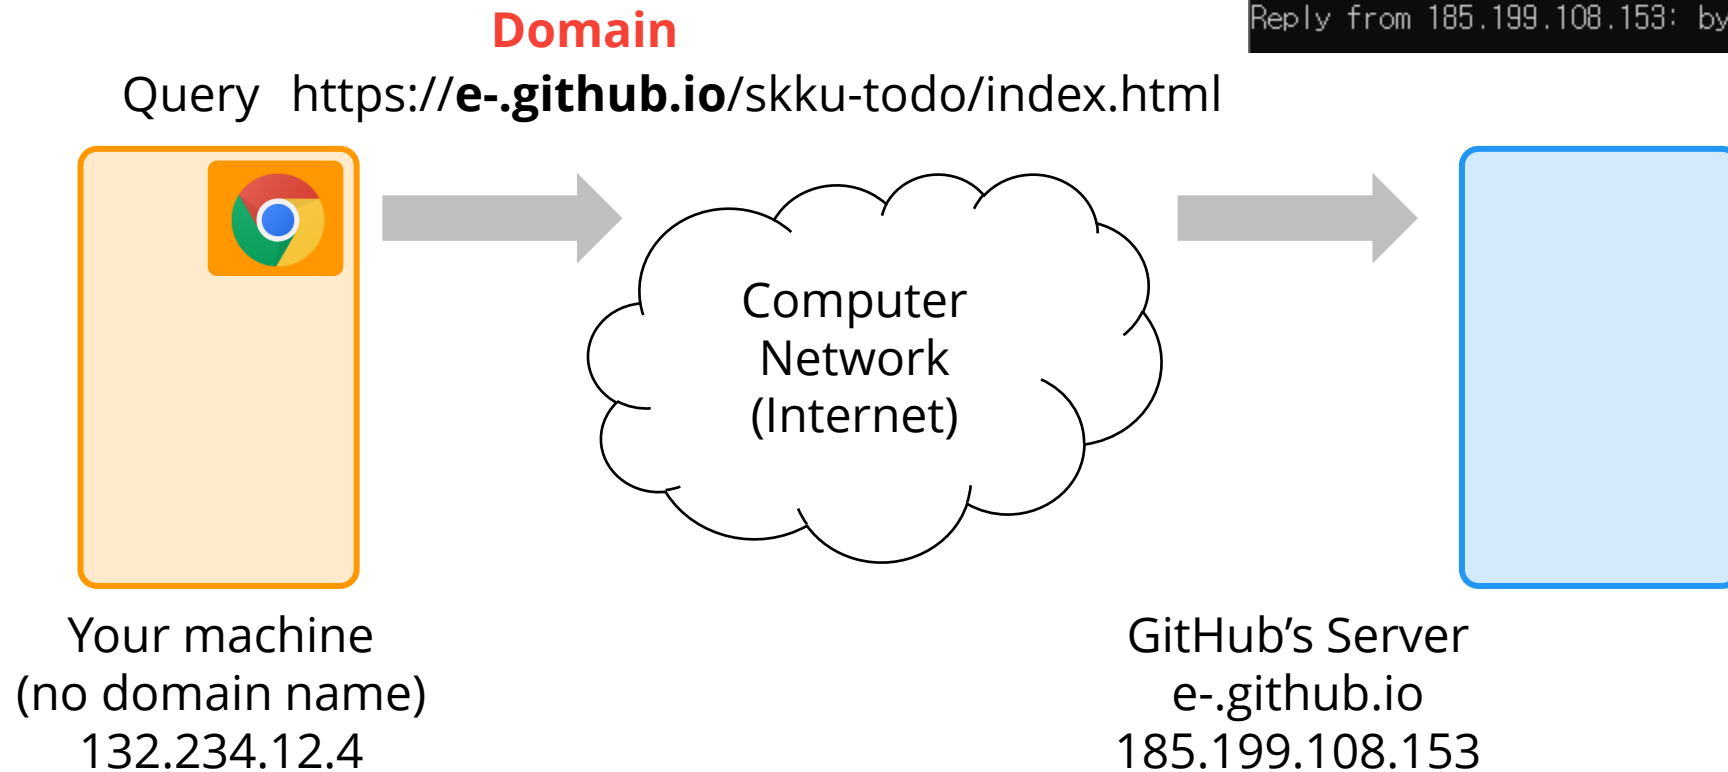 Domain
Reply from 185.199.108.153: by
Query https://e-.github.io/skku-todo/index.html
Computer
Network
(Internet)
Your machine
(no domain name)
132.234.12.4
GitHub’s Server
e-.github.io
185.199.108.153